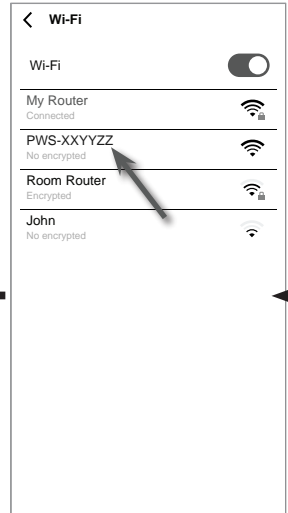 Wi-Fi
Wi-Fi
My Router
Connected
PWS-XXYYZZ
No encrypted
Room Router
Encrypted
John
No encrypted